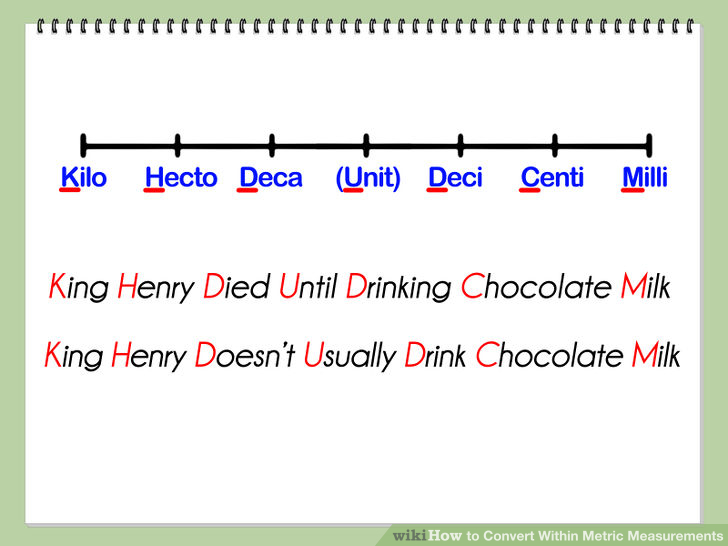 Kilo Hecto Deca (Unit) Deci Centi Milli
King Henry Died Until Drinking Chocolate Milk
King Henry Doesn't Usually Drink Chocolate Milk
wikiHow to Convert Within Metric Measurements